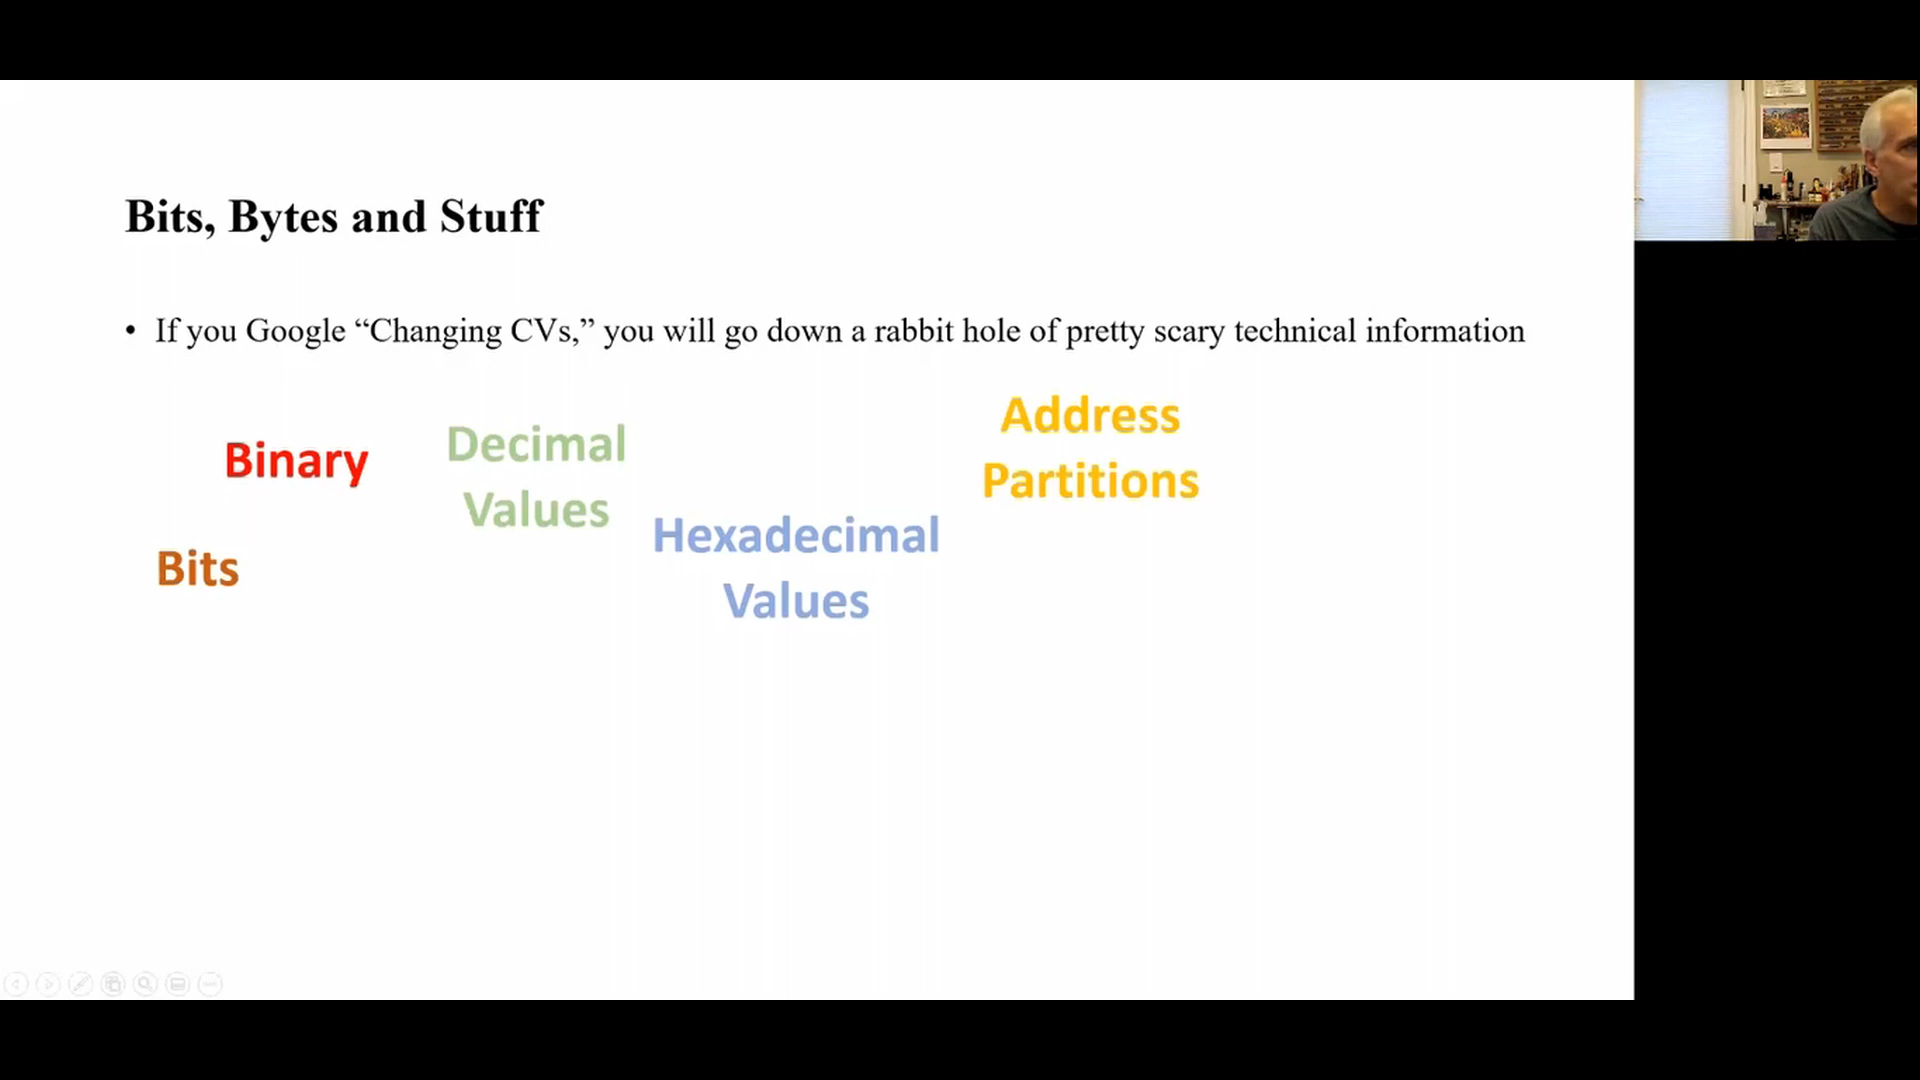 Bits, Bytes and Stuff
• If you Google “Changing CVs,” you will go down a rabbit hole of pretty scary technical information
Binary
Decimal
Values
Address
Partitions
Bits
Hexadecimal
Values